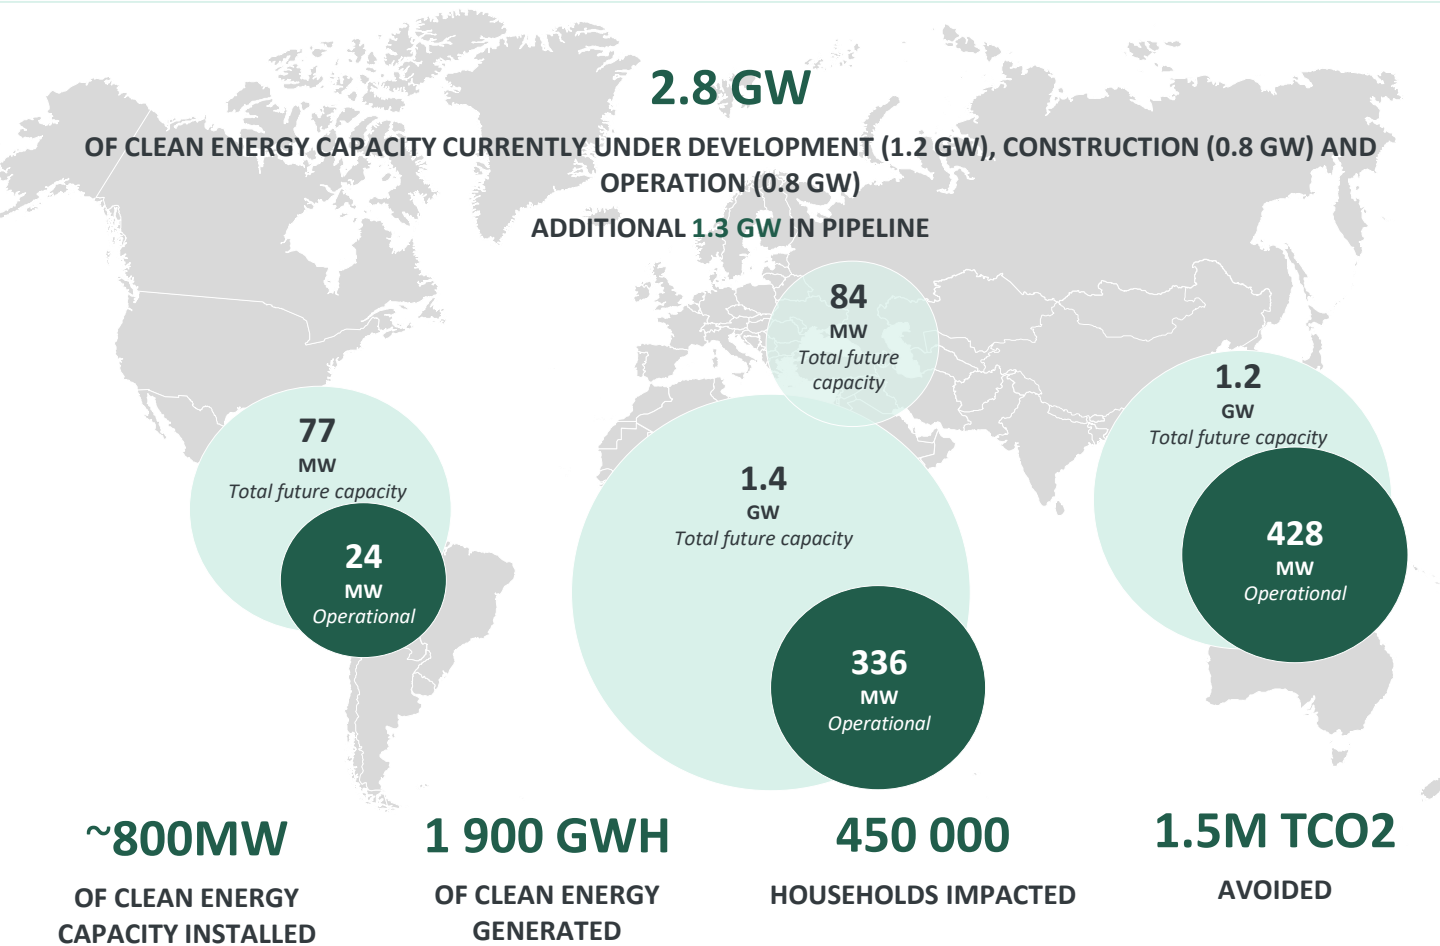 2.8 GW
OF CLEAN ENERGY CAPACITY CURRENTLY UNDER DEVELOPMENT (1.2 GW), CONSTRUCTION (0.8 GW) AND
OPERATION (0.8 GW)
ADDITIONAL 1.3 GW IN PIPELINE
84
MW
Total future
capacity
77
MW
Total future capacity
24
MW
Operational
1.4
GW
Total future capacity
336
MW
Operational
1.2
GW
Total future capacity
428
MW
Operational
~800MW
OF CLEAN ENERGY
CAPACITY INSTALLED
1 900 GWH
OF CLEAN ENERGY
GENERATED
450 000
HOUSEHOLDS IMPACTED
1.5M TCO2
AVOIDED